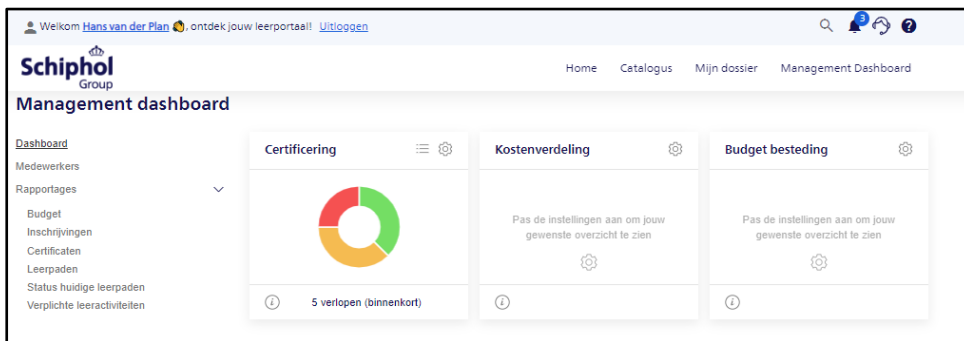 Welkom Hans van der Plan, ontdek jouw leerportaal! Uitloggen
3
Schiphol
Group
Home Catalogus Mijn dossier Management Dashboard
Management dashboard
Dashboard
Medewerkers
Rapportages
Budget
Inschrijvingen
Certificaten
Leerpaden
Status huidige leerpaden
Verplichte leeractiviteiten
Certificering
5 verlopen (binnenkort)
Kostenverdeling
Pas de instellingen aan om jouw
gewenste overzicht te zien
Budget besteding
Pas de instellingen aan om jouw
gewenste overzicht te zien